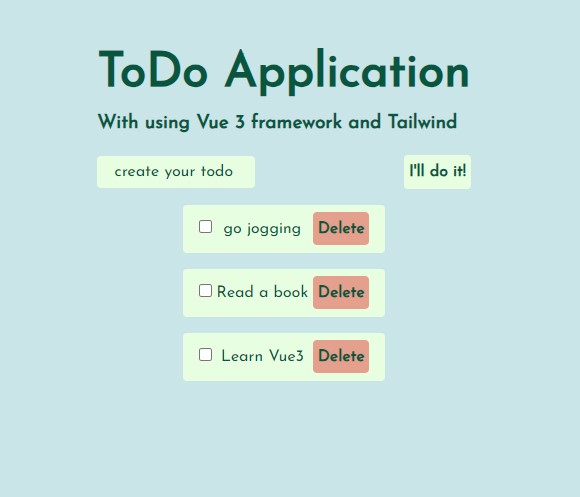 ToDo Application
With using Vue 3 framework and Tailwind
create your todo I'll do it!
go jogging Delete
Read a book Delete
Learn Vue3 Delete